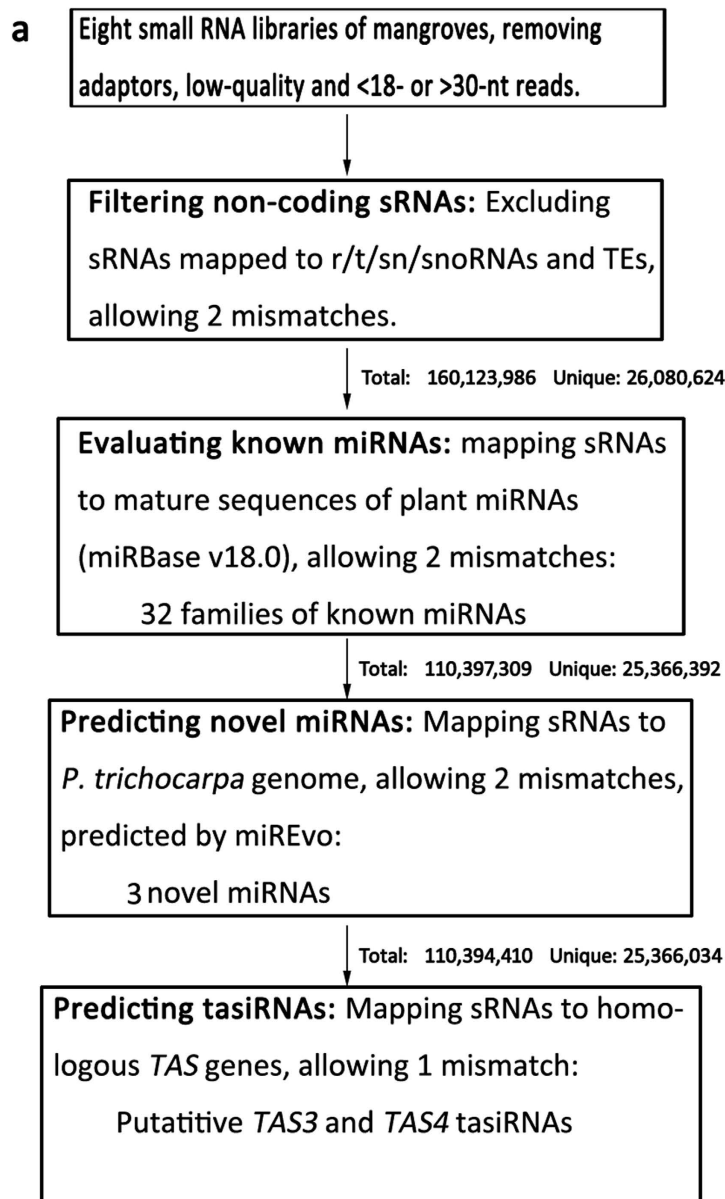 a
Eight small RNA libraries of mangroves, removing
adaptors, low-quality and <18- or >30-nt reads.
Filtering non-coding sRNAs: Excluding
sRNAs mapped to r/t/sn/snoRNAs and TEs,
allowing 2 mismatches.
Total: 160,123,986 Unique: 26,080,624
Evaluating known miRNAs: mapping sRNAs
to mature sequences of plant miRNAs
(miRBase v18.0), allowing 2 mismatches:
32 families of known miRNAs
Total: 110,397,309 Unique: 25,366,392
Predicting novel miRNAs: Mapping sRNAs to
P. trichocarpa genome, allowing 2 mismatches,
predicted by miREvo:
3 novel miRNAs
Total: 110,394,410 Unique: 25,366,034
Predicting tasiRNAs: Mapping sRNAs to homo-
logous TAS genes, allowing 1 mismatch:
Putatitive TAS3 and TAS4 tasiRNAs